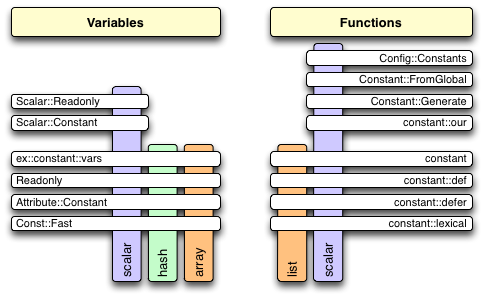 Variables
Functions
Config::Constants
Constant::FromGlobal
Scalar::Readonly
Constant::Generate
Scalar::Constant
constant::our
ex::constant::vars
constant
Readonly
constant::def
Attribute::Constant
constant::defer
Const::Fast
constant::lexical
scalar
hash
array
list
scalar